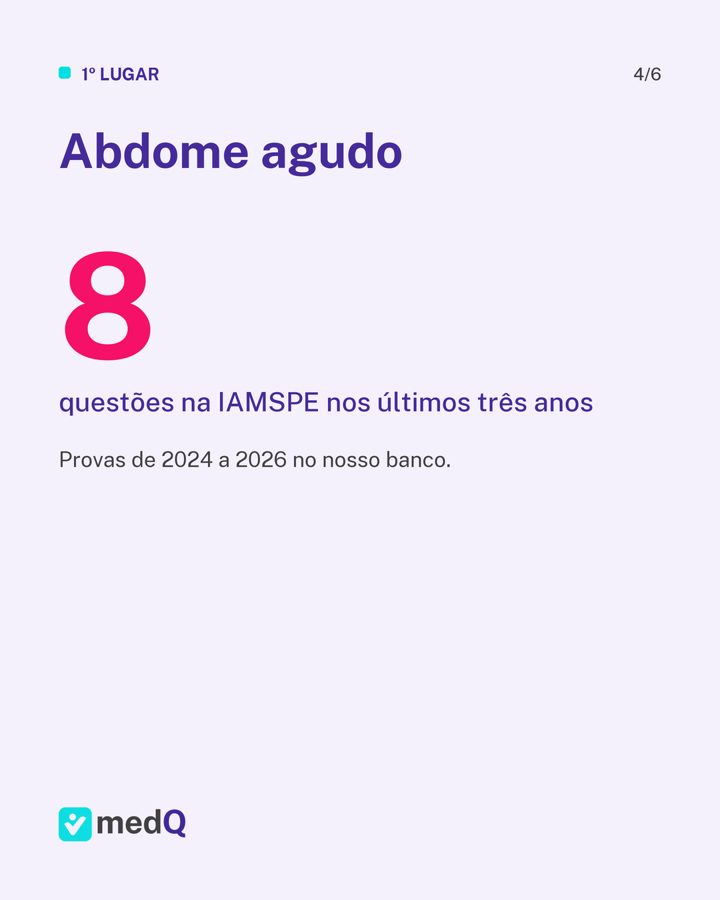 1º LUGAR
4/6
Abdome agudo
8
questões na IAMSPE nos últimos três anos
Provas de 2024 a 2026 no nosso banco.
medQ